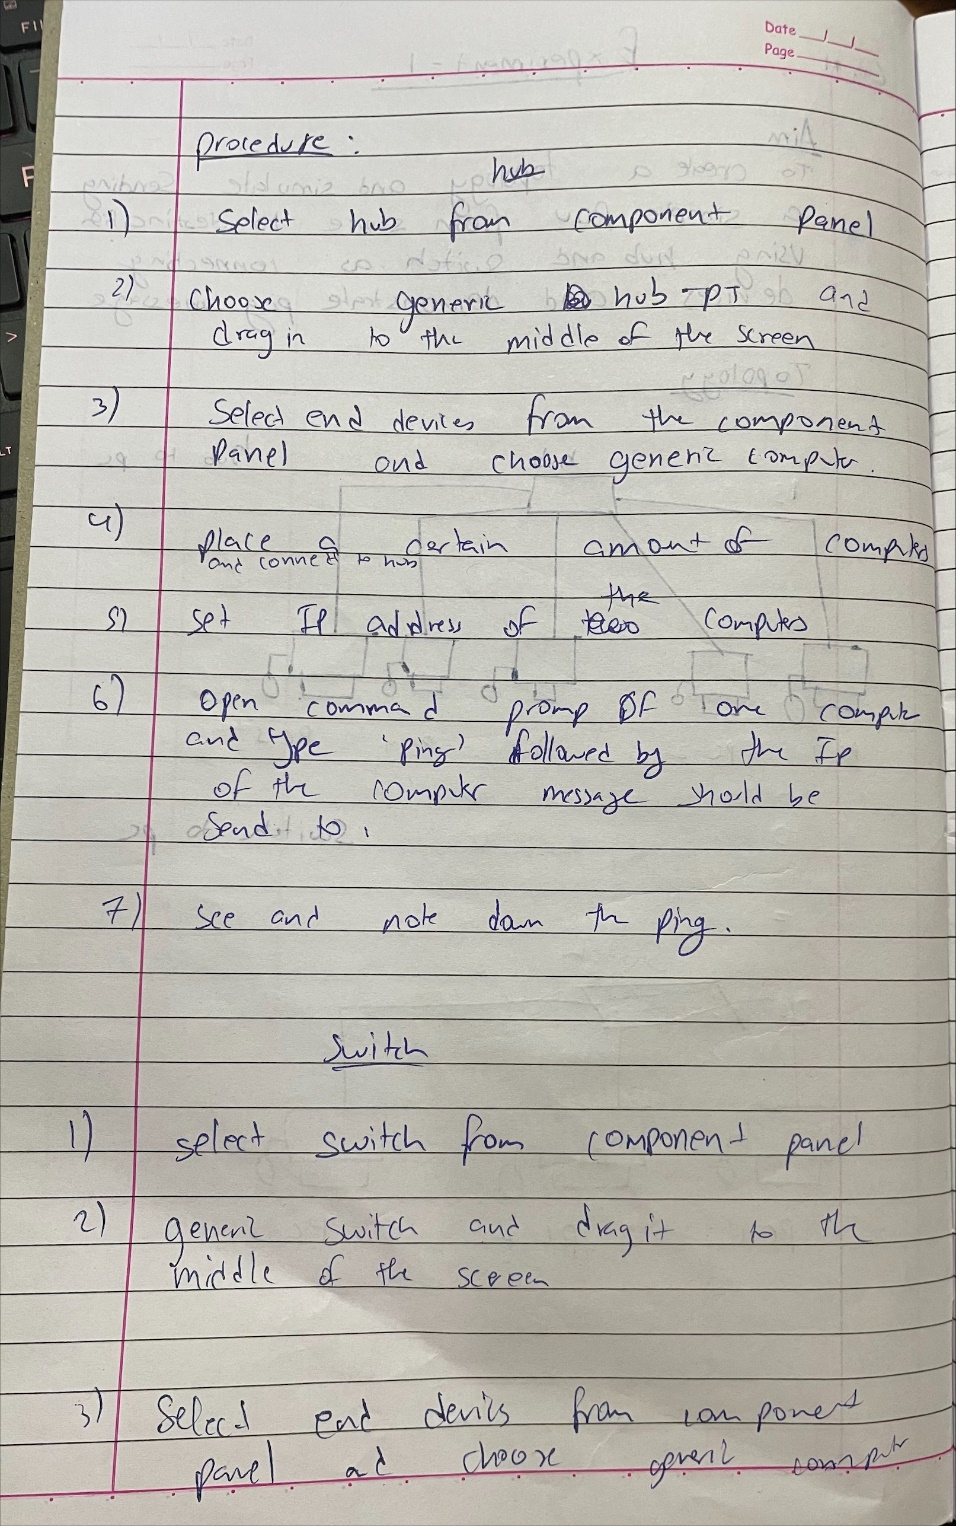 Date
Page
Procedure:
hub
1) Select hub from component Panel
2) choose generic hub-PT and
drag in to the middle of the screen
3) Select end devices from the component
Panel and choose generic computer.
4) place a certain amount of computers
and connect to hub
the
5) set IP address of computers
6) open command promp of one computer
and type 'ping' followed by the Ip
of the computer message should be
Send to.
7) see and note down the ping.
Switch
1) select switch from component panel
2) generic switch and drag it to the
middle of the screen
3) Select end devics from component
panel ad choose generic computer